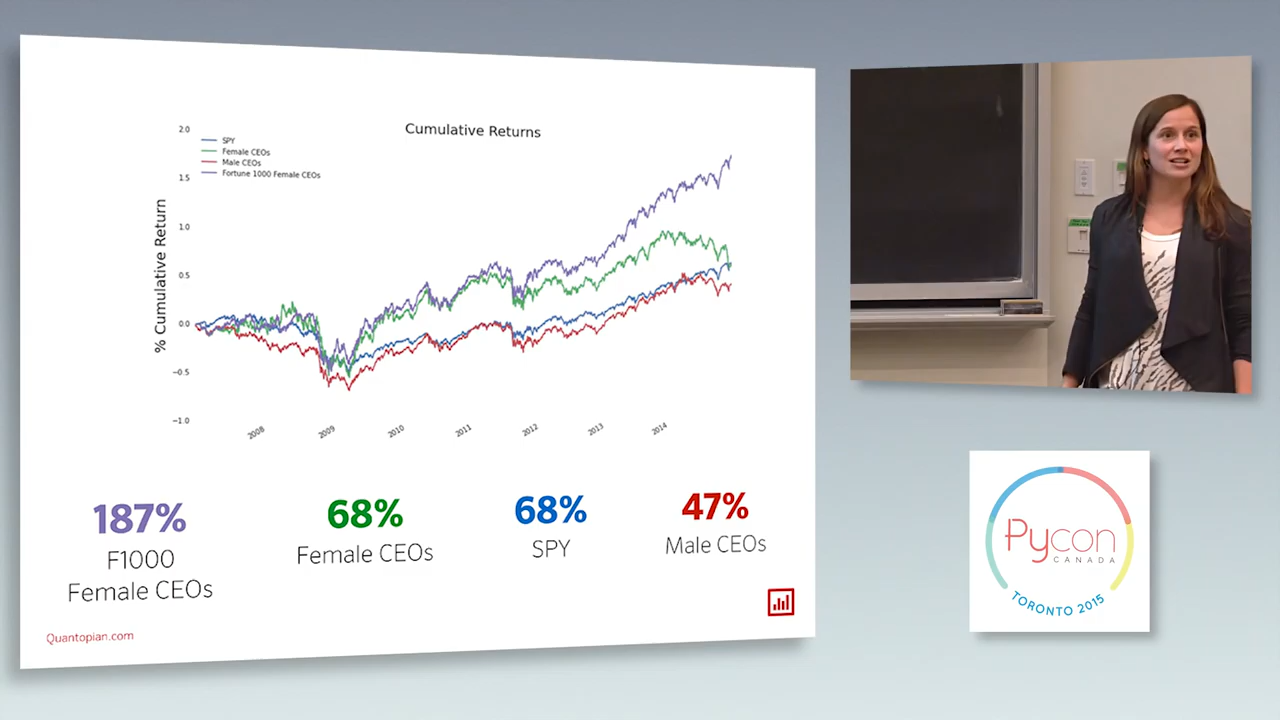 Cumulative Returns
2.0
1.5
1.0
0.5
0.0
−0.5
−1.0
% Cumulative Return
SPY
Female CEOs
Male CEOs
Fortune 1000 Female CEOs
2008
2009
2010
2011
2012
2013
2014
187%
F1000
Female CEOs
68%
Female CEOs
68%
SPY
47%
Male CEOs
Quantopian.com
Pycon
CANADA
TORONTO 2015